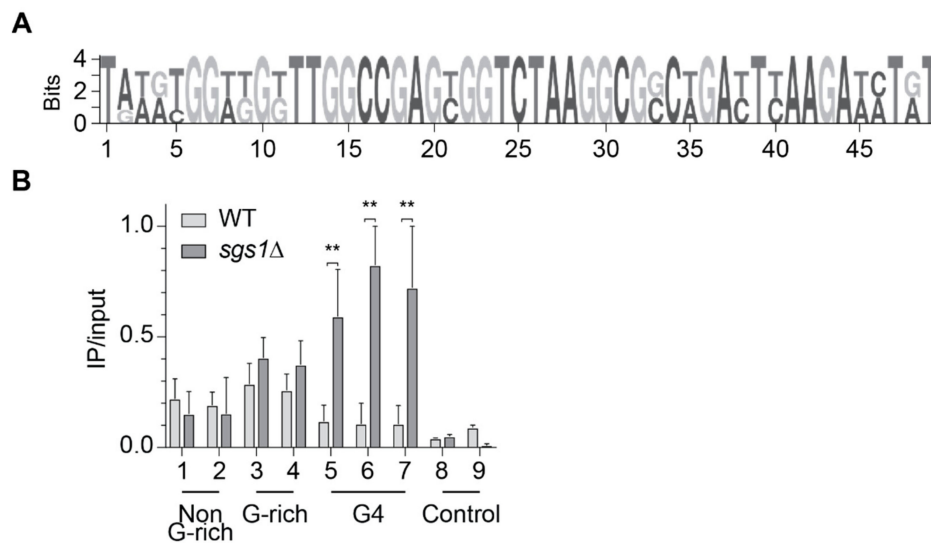 A
Bits
4
2
0
TATGTGGTTGTTTGGCCGAGTGGTCTAAGGCGGCTGATTTAAGATCTGT
GAACAGGCCACCAAA
1 5 10 15 20 25 30 35 40 45
B
WT
sgs1Δ
** ** **
IP/input
1.0
0.5
0.0
1 2 3 4 5 6 7 8 9
Non G-rich G4 Control
G-rich